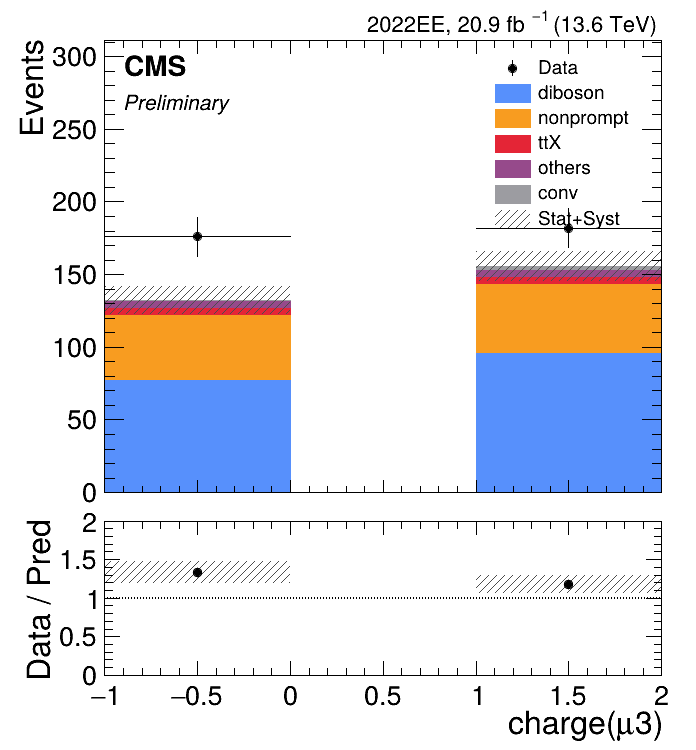 2022EE, 20.9 fb ⁻¹ (13.6 TeV)
CMS
Preliminary
Data
diboson
nonprompt
ttX
others
conv
Stat+Syst
Events
300
250
200
150
100
50
0
Data / Pred
2
1.5
1
0.5
0
−1 −0.5 0 0.5 1 1.5 2
charge(μ3)